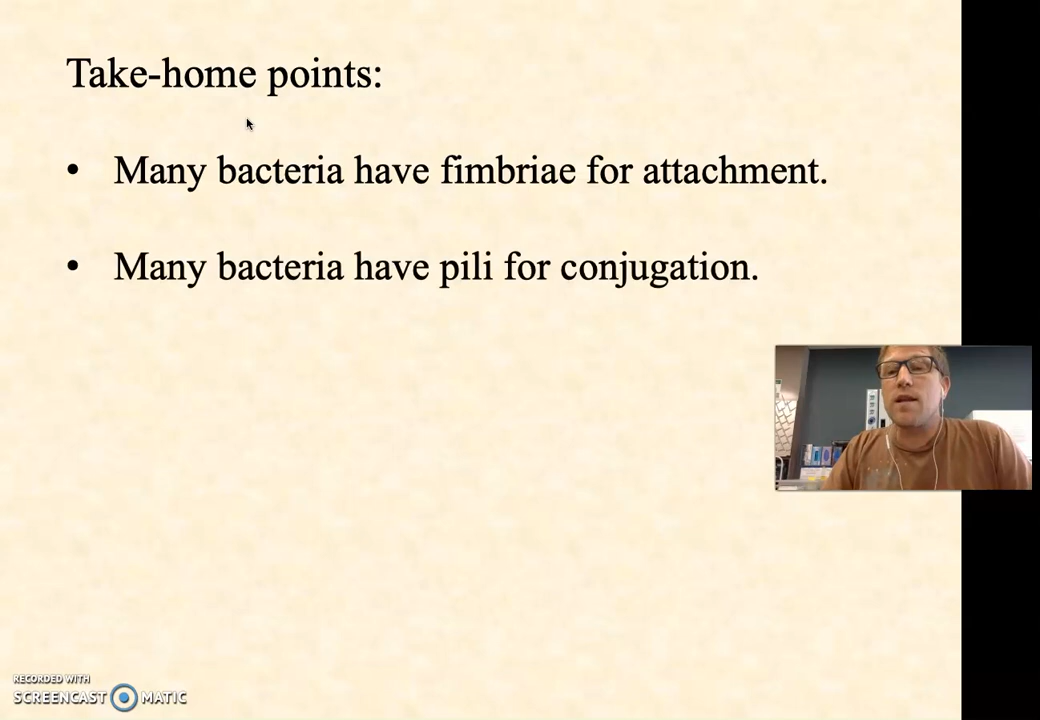 Take-home points:
• Many bacteria have fimbriae for attachment.
• Many bacteria have pili for conjugation.
RECORDED WITH
SCREENCAST MATIC